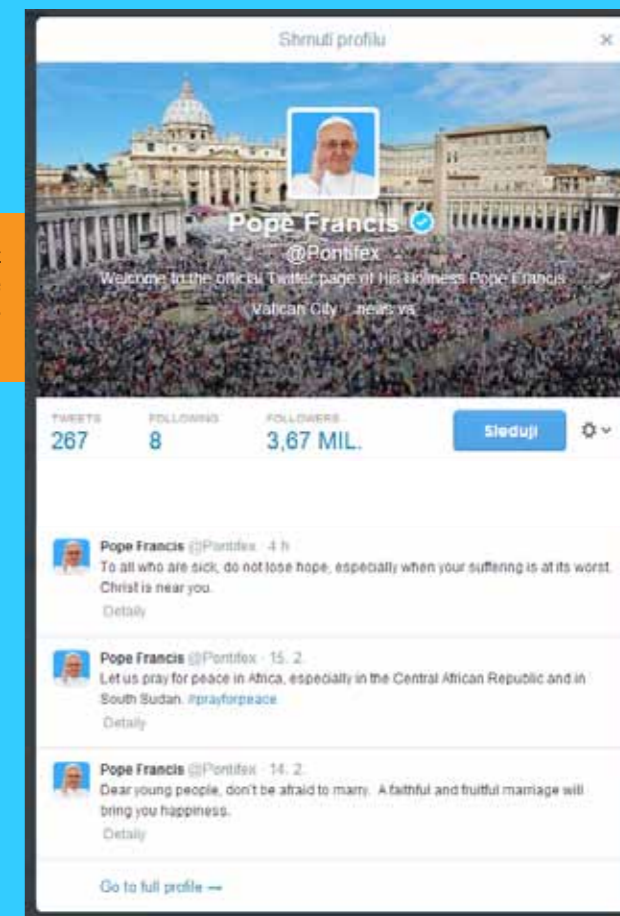 Shrnutí profilu ×
Pope Francis
@Pontifex
Welcome to the official Twitter page of His Holiness Pope Francis
Vatican City · news.va
TWEETS
267
FOLLOWING
8
FOLLOWERS
3,67 MIL.
Sleduji
Pope Francis @Pontifex · 4 h
To all who are sick, do not lose hope, especially when your suffering is at its worst.
Christ is near you.
Detaily
Pope Francis @Pontifex · 15. 2.
Let us pray for peace in Africa, especially in the Central African Republic and in
South Sudan. #prayforpeace
Detaily
Pope Francis @Pontifex · 14. 2.
Dear young people, don't be afraid to marry. A faithful and fruitful marriage will
bring you happiness.
Detaily
Go to full profile →